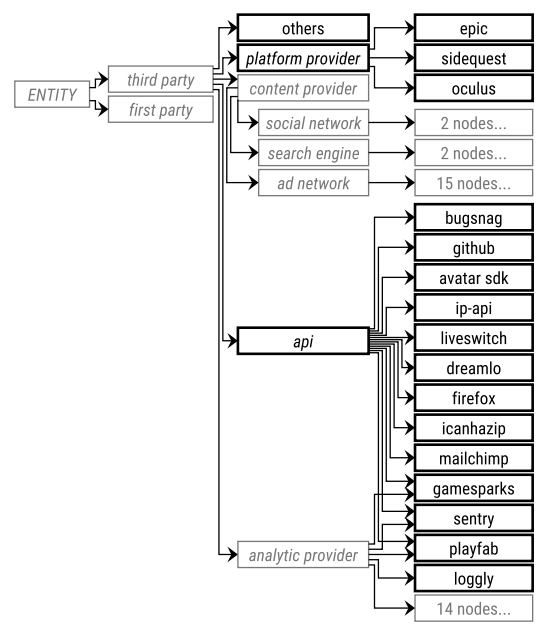 others
epic
platform provider
sidequest
third party
content provider
oculus
ENTITY
first party
social network
2 nodes...
search engine
2 nodes...
ad network
15 nodes...
bugsnag
github
avatar sdk
ip-api
api
liveswitch
dreamlo
firefox
icanhazip
mailchimp
gamesparks
sentry
analytic provider
playfab
loggly
14 nodes...